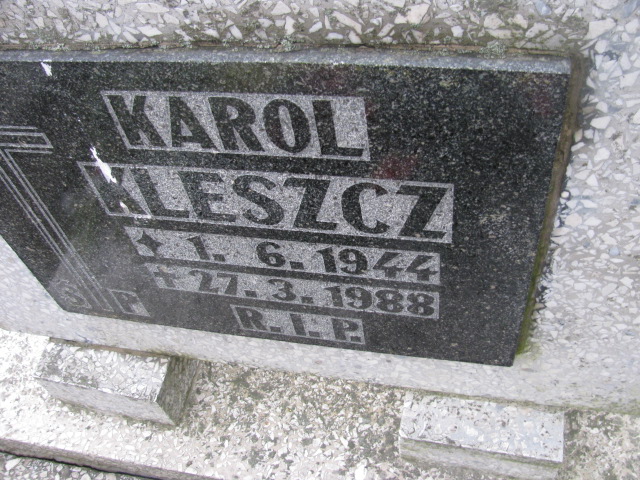 KAROL
KLESZCZ
* 1. 6. 1944
† 27. 3. 1988
Ś P
R. I. P.